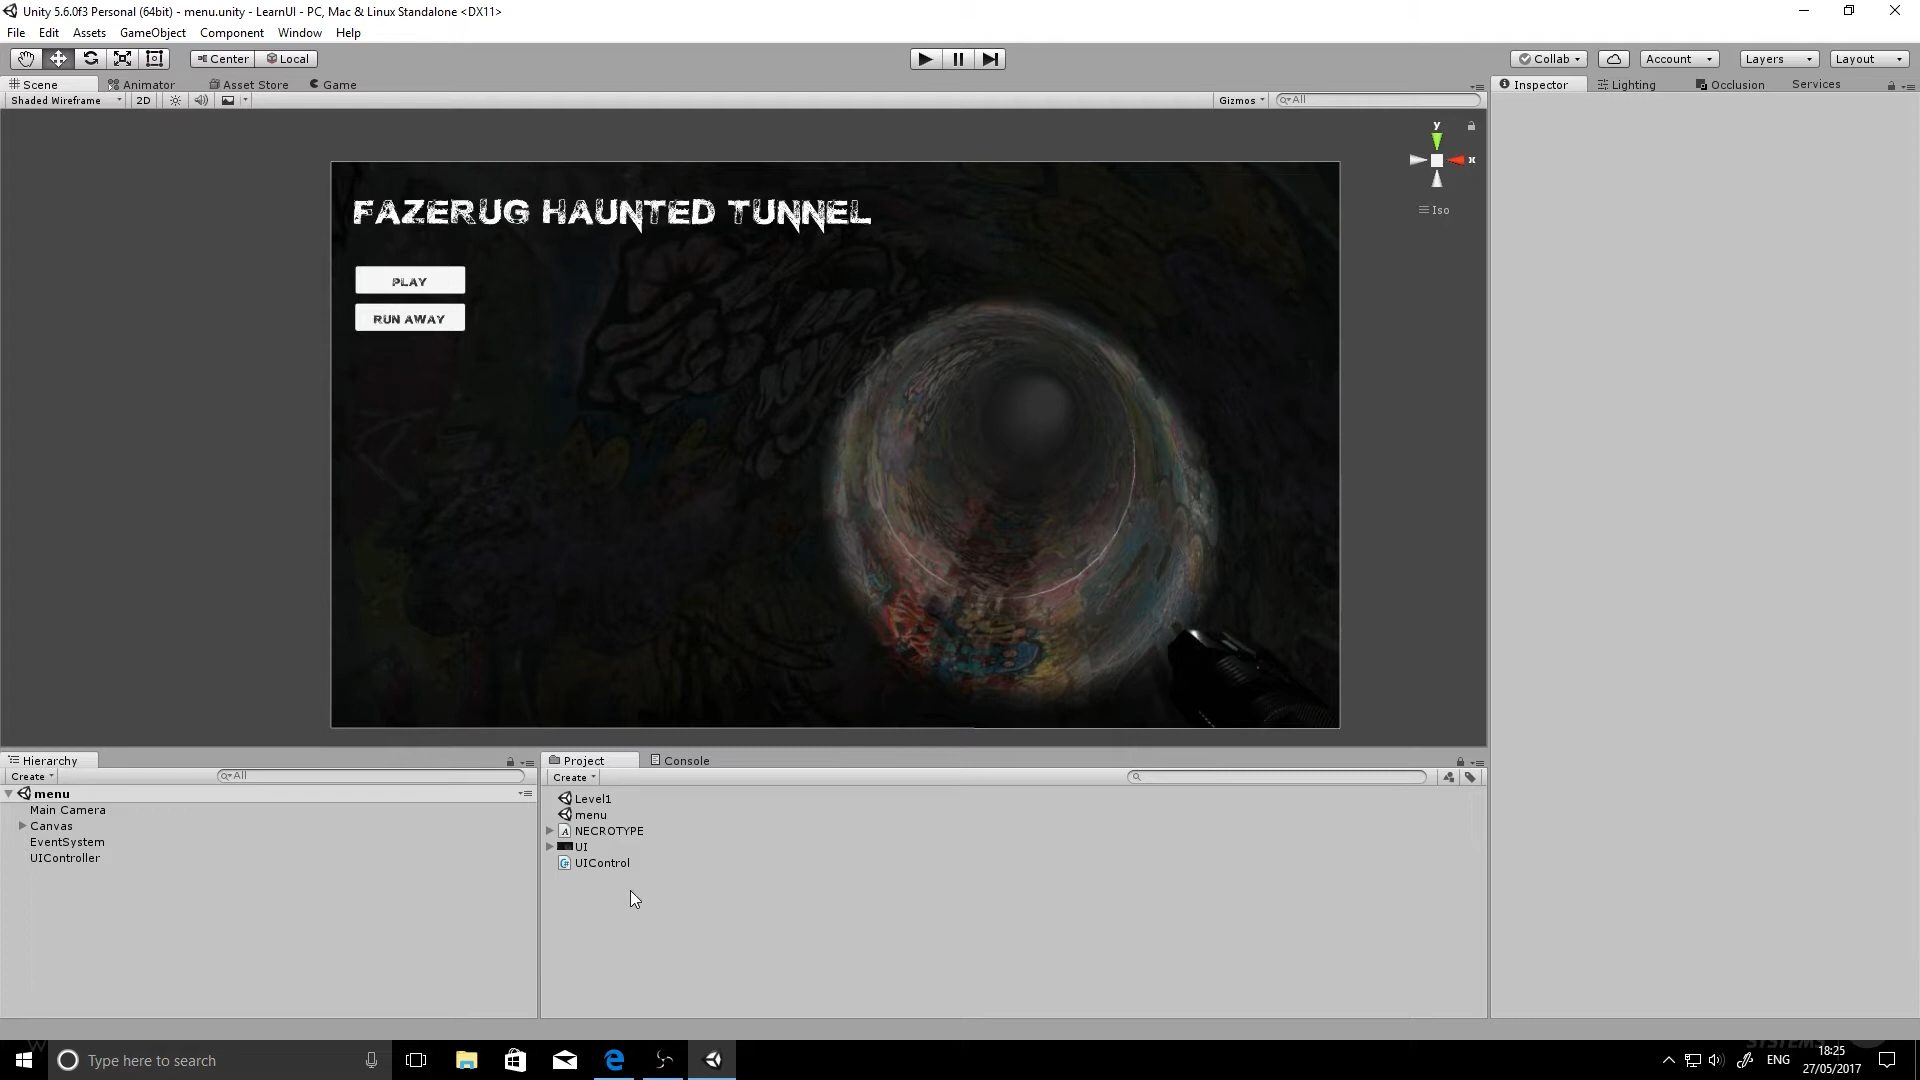 Unity 5.6.0f3 Personal (64bit) - menu.unity - LearnUI - PC, Mac & Linux Standalone <DX11>
File Edit Assets GameObject Component Window Help
Center Local Collab Account Layers Layout
Scene Animator Asset Store Game Inspector Lighting Occlusion Services
Shaded Wireframe 2D Gizmos All
y
x
Iso
FAZERUG HAUNTED TUNNEL
PLAY
RUN AWAY
Hierarchy Project Console
Create All Create
menu
Main Camera
Canvas
EventSystem
UIController
Level1
menu
NECROTYPE
UI
UIControl
Type here to search
ENG
18:25
27/05/2017